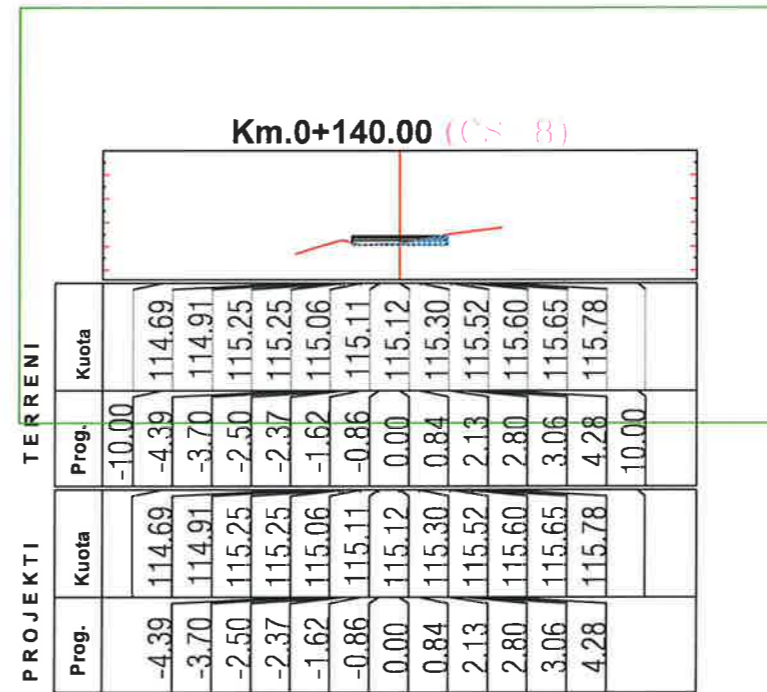 Km.0+140.00 (CS 8)
TERRENI
Kuota 114.69 114.91 115.25 115.25 115.06 115.11 115.12 115.30 115.52 115.60 115.65 115.78
Prog. -10.00 -4.39 -3.70 -2.50 -2.37 -1.62 -0.86 0.00 0.84 2.13 2.80 3.06 4.28 10.00
PROJEKTI
Kuota 114.69 114.91 115.25 115.25 115.06 115.11 115.12 115.30 115.52 115.60 115.65 115.78
Prog. -4.39 -3.70 -2.50 -2.37 -1.62 -0.86 0.00 0.84 2.13 2.80 3.06 4.28